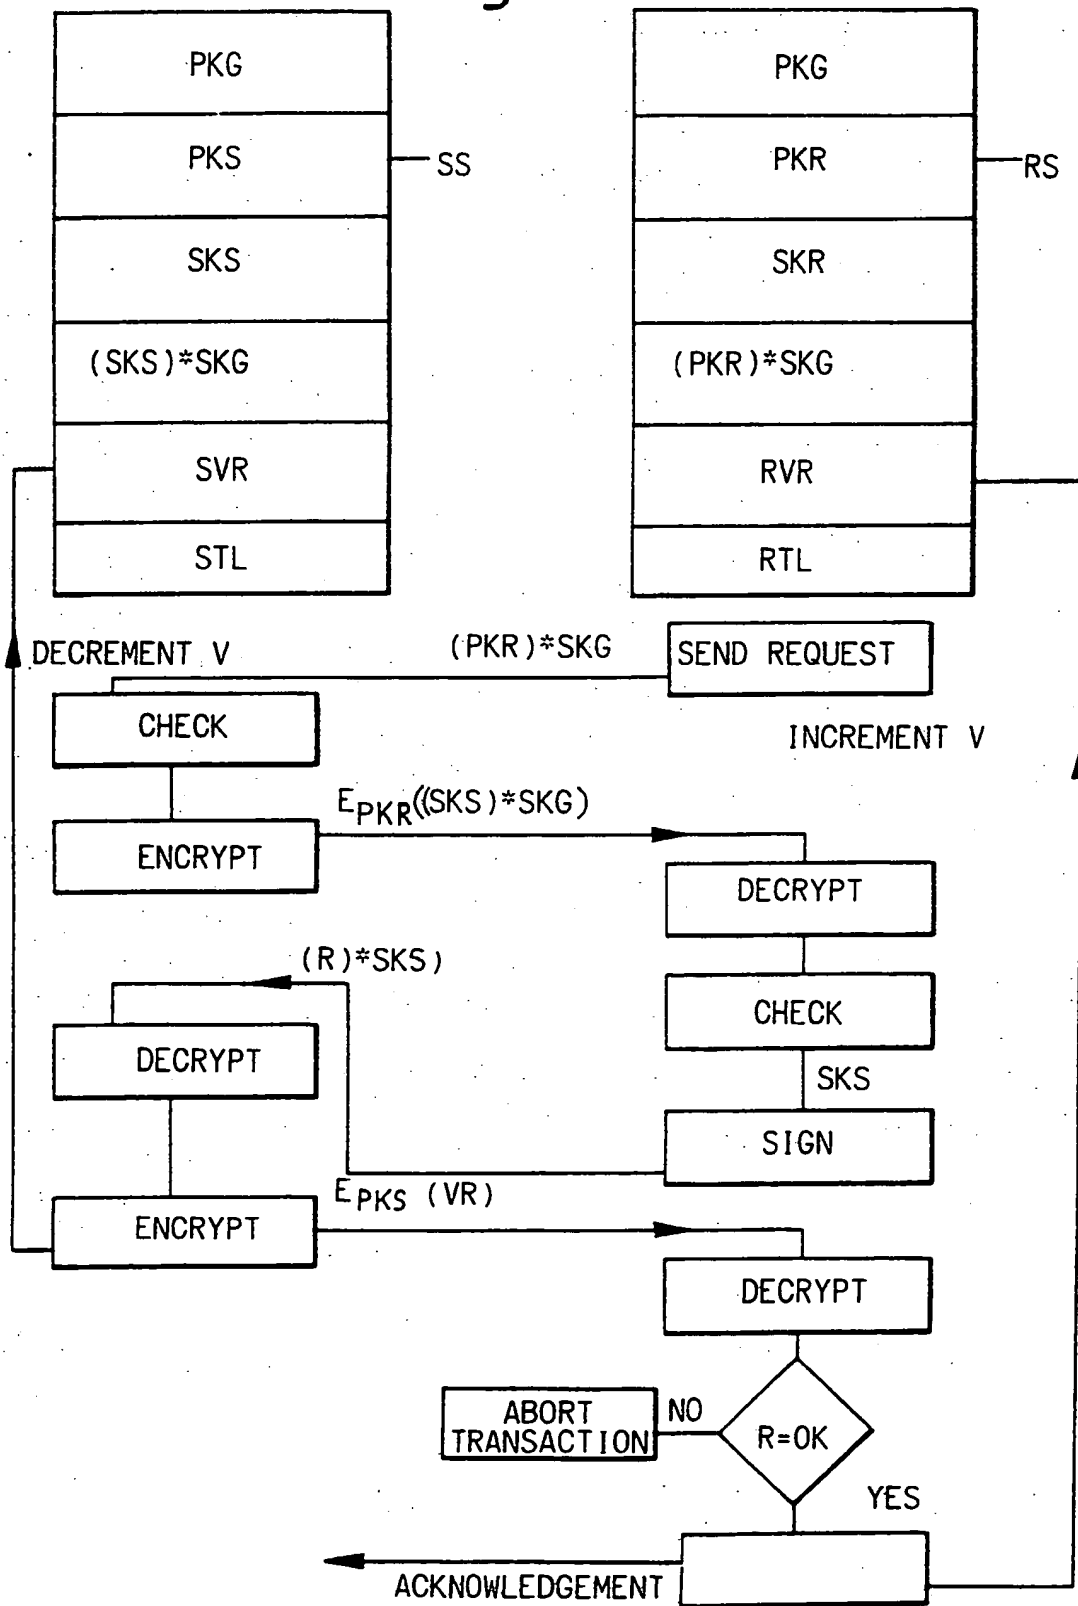 g
PKG
PKS
SS
SKS
(SKS)*SKG
SVR
STL
PKG
PKR
RS
SKR
(PKR)*SKG
RVR
RTL
DECREMENT V
(PKR)*SKG
SEND REQUEST
CHECK
INCREMENT V
EPKR((SKS)*SKG)
ENCRYPT
DECRYPT
(R)*SKS)
CHECK
DECRYPT
SKS
SIGN
EPKS (VR)
ENCRYPT
DECRYPT
ABORT
TRANSACTION
NO
R=OK
YES
ACKNOWLEDGEMENT